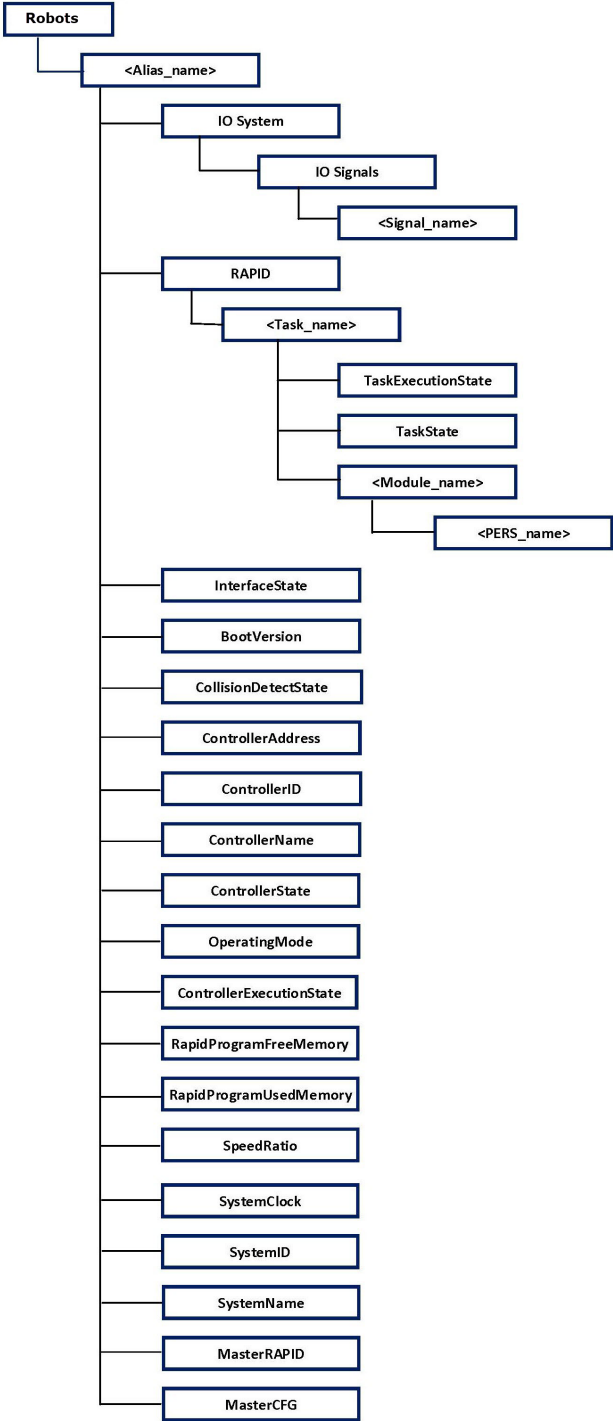 Robots
<Alias_name>
IO System
IO Signals
<Signal_name>
RAPID
<Task_name>
TaskExecutionState
TaskState
<Module_name>
<PERS_name>
InterfaceState
BootVersion
CollisionDetectState
ControllerAddress
ControllerID
ControllerName
ControllerState
OperatingMode
ControllerExecutionState
RapidProgramFreeMemory
RapidProgramUsedMemory
SpeedRatio
SystemClock
SystemID
SystemName
MasterRAPID
MasterCFG